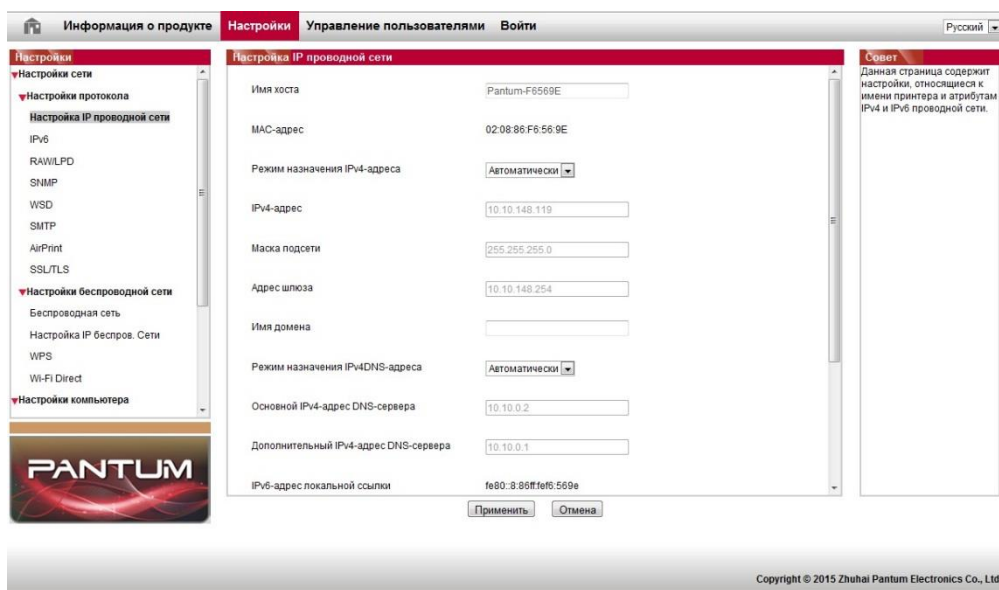 Информация о продукте
Настройки
Управление пользователями
Войти
Русский
Настройки
Настройки сети
Настройки протокола
Настройка IP проводной сети
IPv6
RAW/LPD
SNMP
WSD
SMTP
AirPrint
SSL/TLS
Настройки беспроводной сети
Беспроводная сеть
Настройка IP беспров. Сети
WPS
Wi-Fi Direct
Настройки компьютера
PANTUM
Настройка IP проводной сети
Имя хоста Pantum-F6569E
MAC-адрес 02:08:86:F6:56:9E
Режим назначения IPv4-адреса Автоматически
IPv4-адрес 10.10.148.119
Маска подсети 255.255.255.0
Адрес шлюза 10.10.148.254
Имя домена
Режим назначения IPv4DNS-адреса Автоматически
Основной IPv4-адрес DNS-сервера 10.10.0.2
Дополнительный IPv4-адрес DNS-сервера 10.10.0.1
IPv6-адрес локальной ссылки fe80::8:86ff:fef6:569e
Применить Отмена
Совет
Данная страница содержит
настройки, относящиеся к
имени принтера и атрибутам
IPv4 и IPv6 проводной сети.
Copyright © 2015 Zhuhai Pantum Electronics Co., Ltd